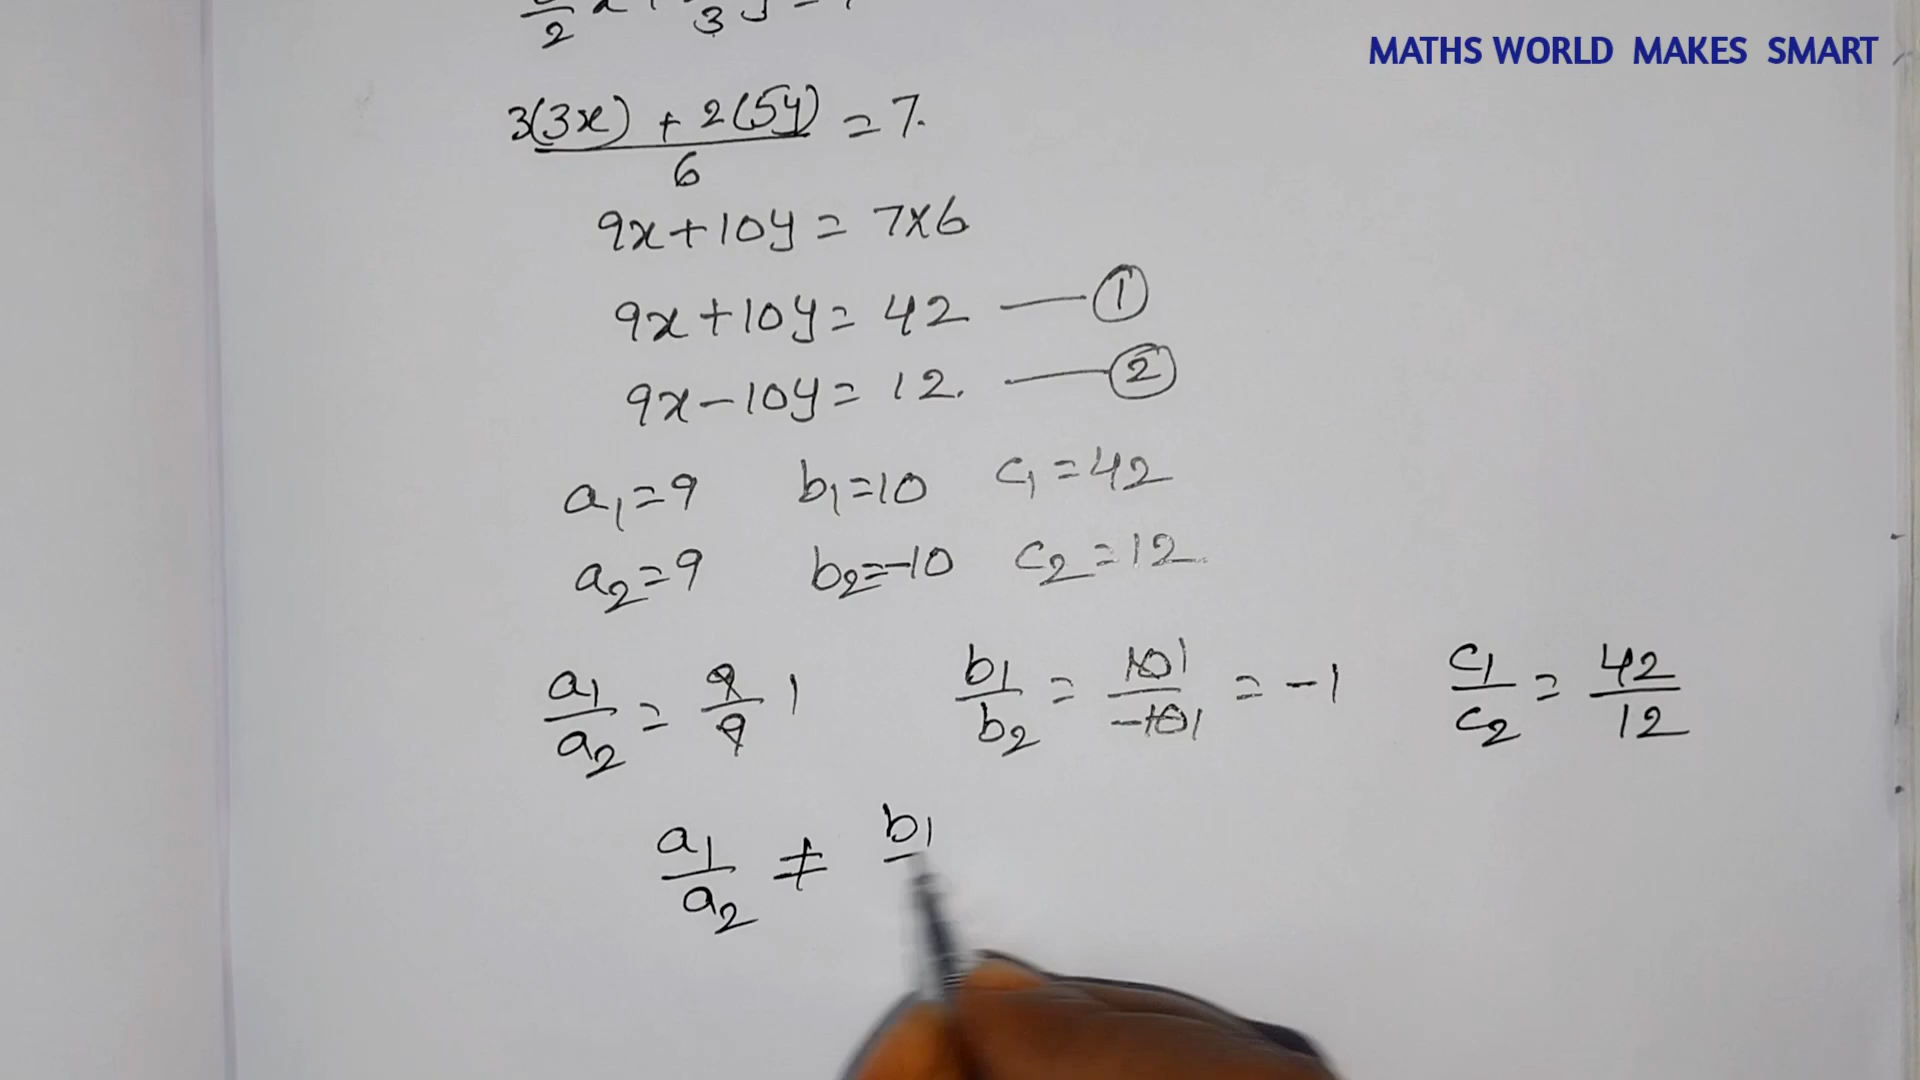 MATHS WORLD MAKES SMART
3(3x) + 2(5y) / 6 = 7.
9x+10y = 7×6
9x+10y = 42 — ①
9x-10y = 12. — ②
a₁=9 b₁=10 c₁=42
a₂=9 b₂=-10 c₂=12.
a₁/a₂ = 9/9 1 b₁/b₂ = 10 1/-10 1 = -1 c₁/c₂ = 42/12
a₁/a₂ ≠ b₁